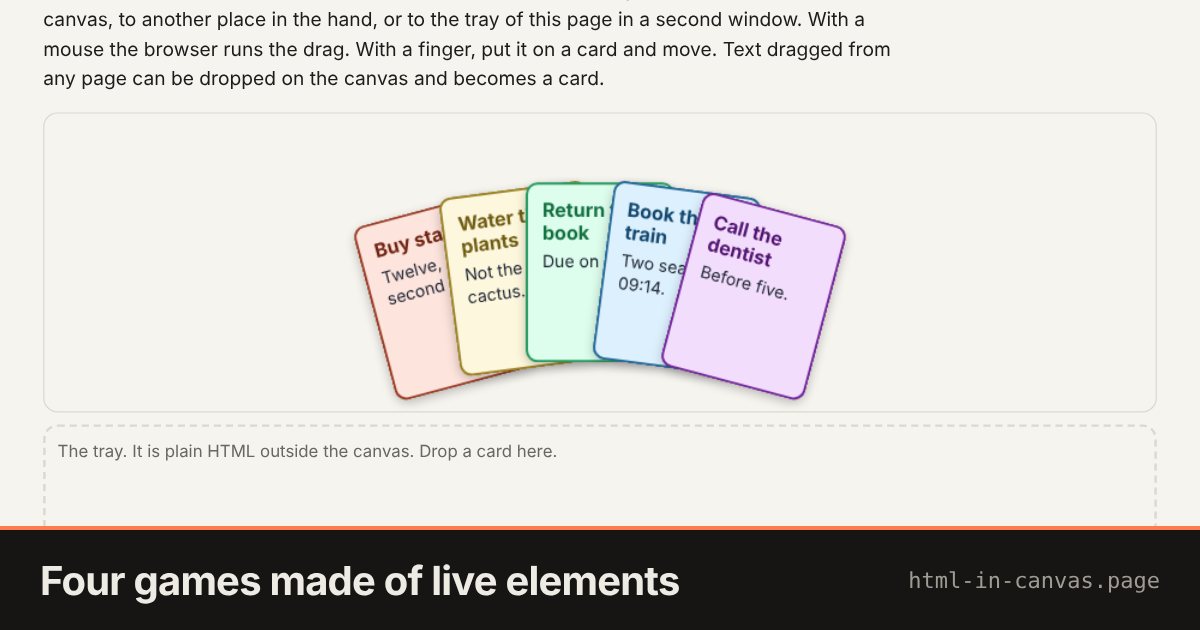 canvas, to another place in the hand, or to the tray of this page in a second window. With a
mouse the browser runs the drag. With a finger, put it on a card and move. Text dragged from
any page can be dropped on the canvas and becomes a card.
Buy sta
Twelve,
second
Water t
plants
Not the
cactus.
Return
book
Due on
Book th
train
Two sea
09:14.
Call the
dentist
Before five.
The tray. It is plain HTML outside the canvas. Drop a card here.
Four games made of live elements
html-in-canvas.page